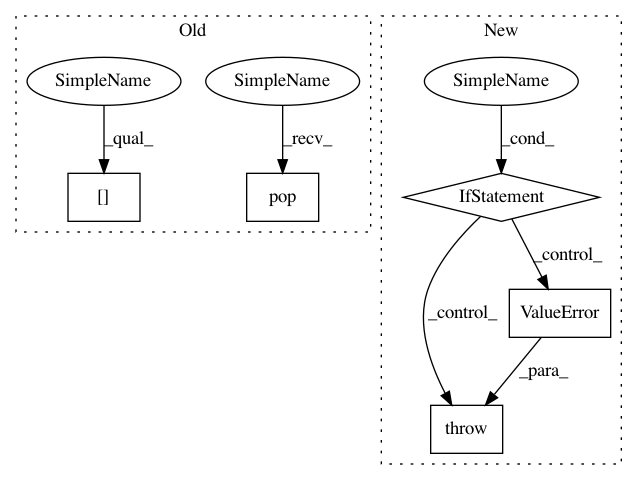 Old
New
SimpleName
SimpleName
SimpleName
_qual_
_recv_
_cond_
[]
pop
IfStatement
_control_
_control_
ValueError
_para_
throw